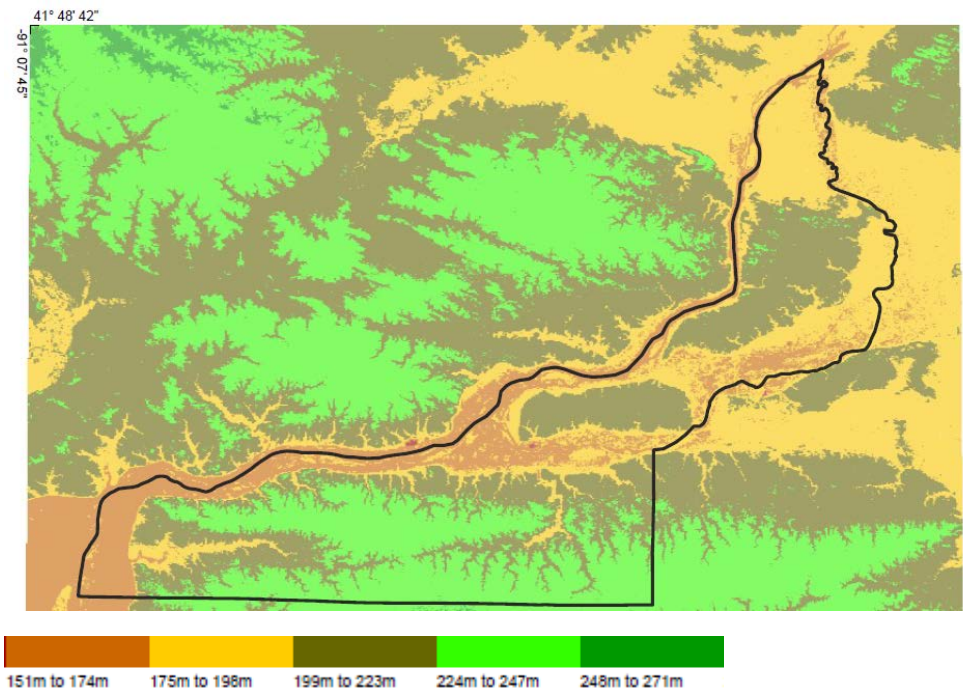 41° 48' 42"
-91° 07' 45"
151m to 174m
175m to 198m
199m to 223m
224m to 247m
248m to 271m